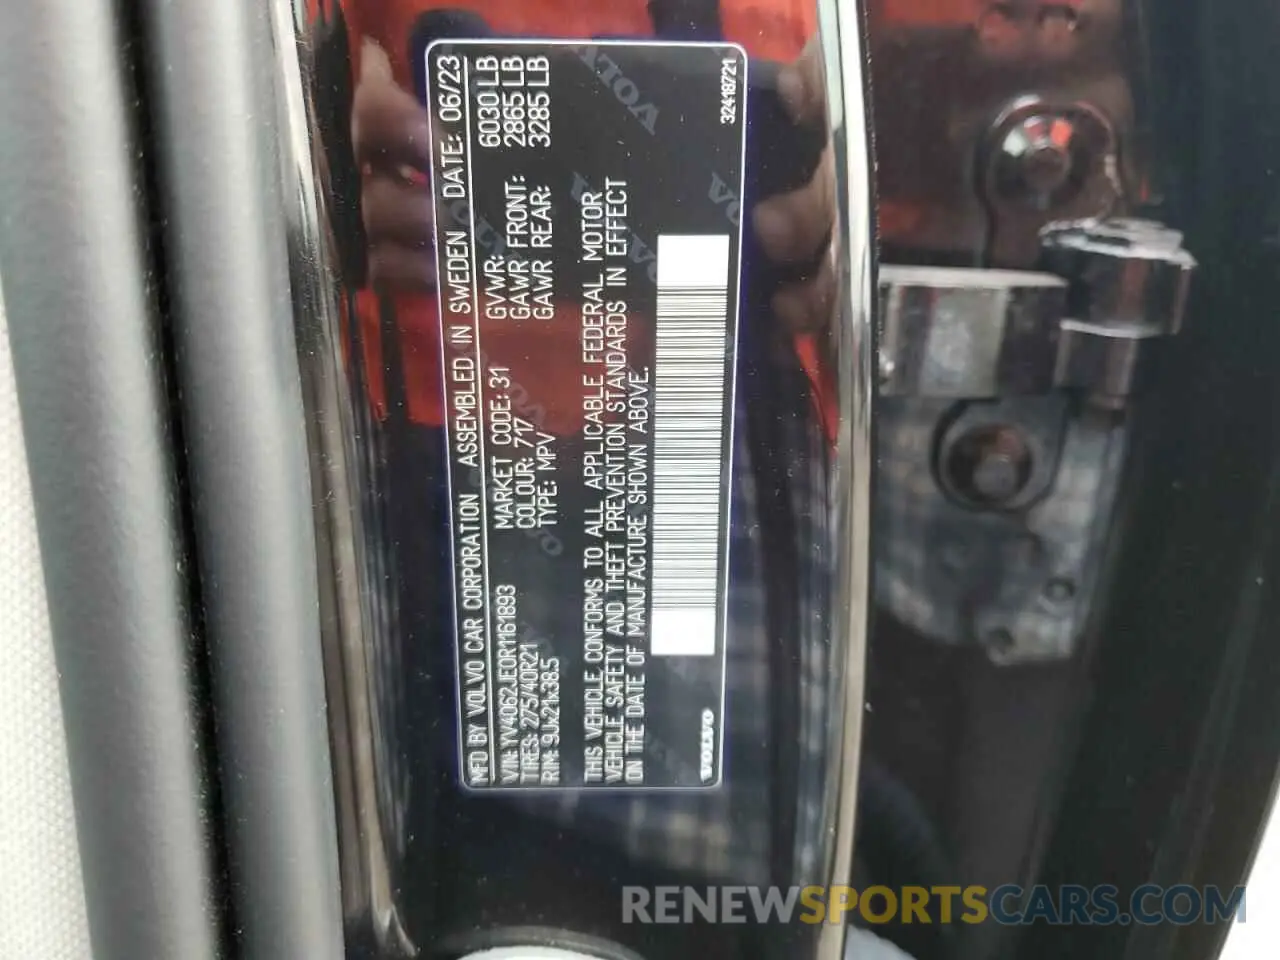 MFD BY VOLVO CAR CORPORATION ASSEMBLED IN SWEDEN DATE: 06/23
VIN: YV4062JE0R1161893 MARKET CODE: 31 GVWR: 6030 LB
TIRES: 275/40R21 COLOUR: 717 GAWR FRONT: 2865 LB
RIM: 9Jx21x38.5 TYPE: MPV GAWR REAR: 3285 LB
THIS VEHICLE CONFORMS TO ALL APPLICABLE FEDERAL MOTOR
VEHICLE SAFETY AND THEFT PREVENTION STANDARDS IN EFFECT
ON THE DATE OF MANUFACTURE SHOWN ABOVE.
VOLVO
32418721
RENEWSPORTSCARS.COM